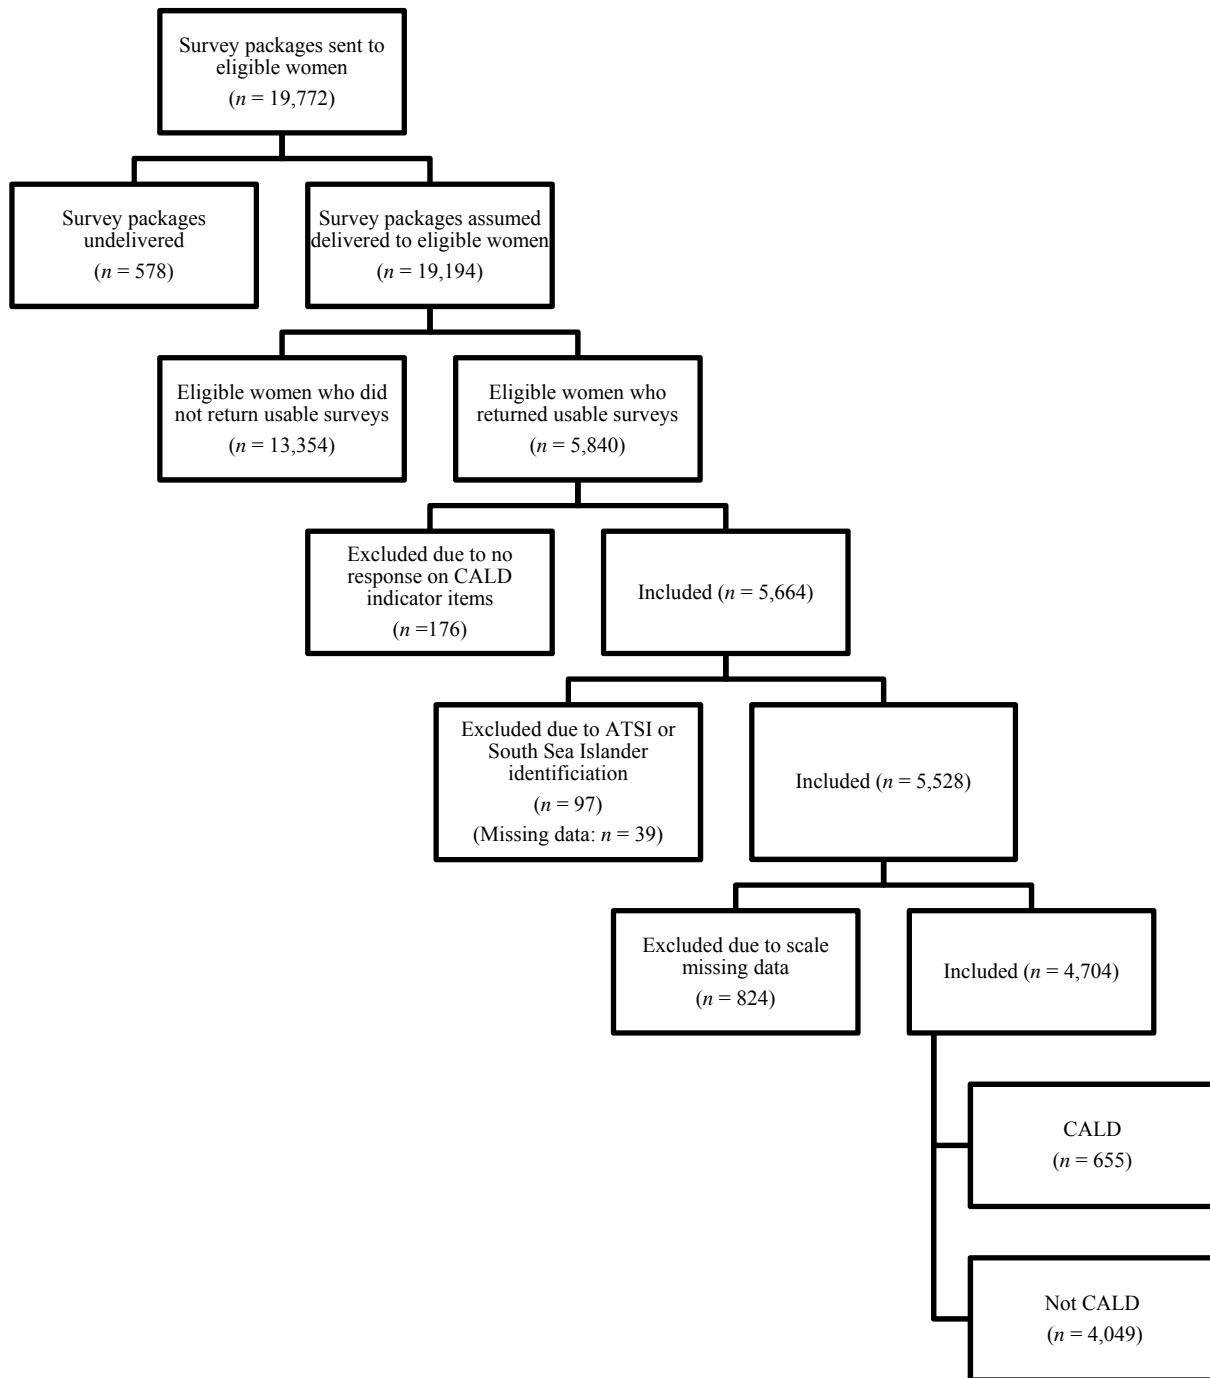 Survey packages sent to
eligible women
(n = 19,772)
Survey packages
undelivered
(n = 578)
Survey packages assumed
delivered to eligible women
(n = 19,194)
Eligible women who did
not return usable surveys
(n = 13,354)
Eligible women who
returned usable surveys
(n = 5,840)
Excluded due to no
response on CALD
indicator items
(n =176)
Included (n = 5,664)
Excluded due to ATSI or
South Sea Islander
identificiation
(n = 97)
(Missing data: n = 39)
Included (n = 5,528)
Excluded due to scale
missing data
(n = 824)
Included (n = 4,704)
CALD
(n = 655)
Not CALD
(n = 4,049)